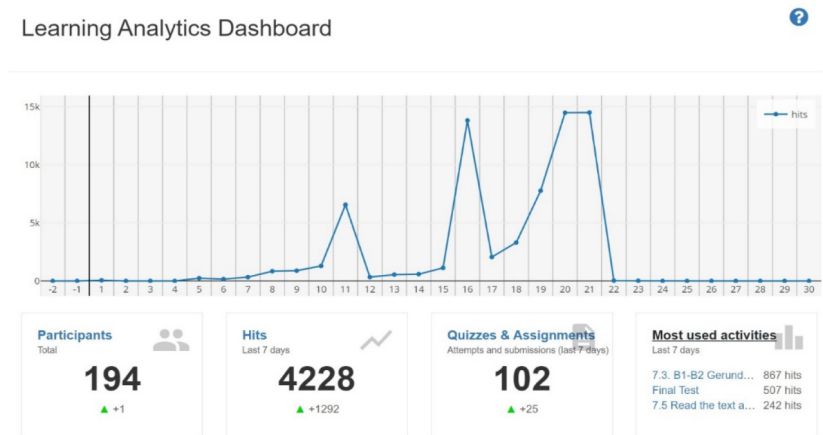 Learning Analytics Dashboard
?
15k
10k
5k
0
hits
-2 -1 1 2 3 4 5 6 7 8 9 10 11 12 13 14 15 16 17 18 19 20 21 22 23 24 25 26 27 28 29 30
Participants
Total
194
▲ +1
Hits
Last 7 days
4228
▲ +1292
Quizzes & Assignments
Attempts and submissions (last 7 days)
102
▲ +25
Most used activities
Last 7 days
7.3. B1-B2 Gerund... 867 hits
Final Test 507 hits
7.5 Read the text a... 242 hits